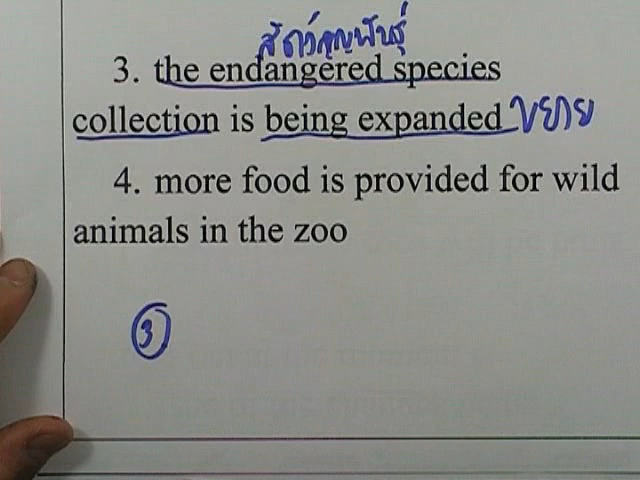 สัตว์สูญพันธุ์
3. the endangered species
collection is being expanded ขยาย
4. more food is provided for wild
animals in the zoo
3